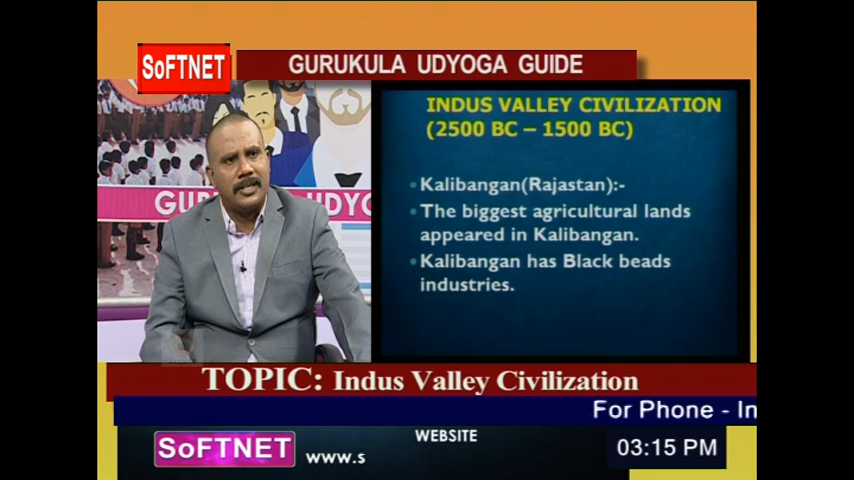 SoFTNET
GURUKULA UDYOGA GUIDE
INDUS VALLEY CIVILIZATION
(2500 BC – 1500 BC)
Kalibangan(Rajastan):-
The biggest agricultural lands
appeared in Kalibangan.
Kalibangan has Black beads
industries.
TOPIC: Indus Valley Civilization
For Phone - In
SoFTNET
WEBSITE
www.s
03:15 PM